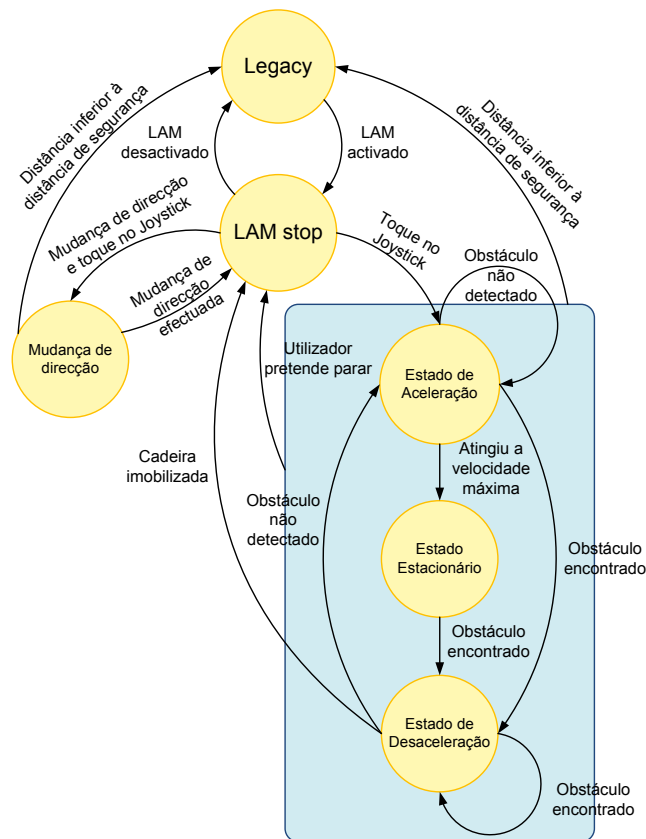 Legacy
Distância inferior à
distância de segurança
LAM
desactivado
LAM
activado
Distância inferior à
distância de segurança
Mudança de direcção
e toque no Joystick
LAM stop
Toque no
Joystick
Obstáculo
não
detectado
Mudança de
direcção
efectuada
Mudança de
direcção
Utilizador
pretende parar
Estado de
Aceleração
Cadeira
imobilizada
Atingiu a
velocidade
máxima
Obstáculo
não
detectado
Estado
Estacionário
Obstáculo
encontrado
Obstáculo
encontrado
Estado de
Desaceleração
Obstáculo
encontrado